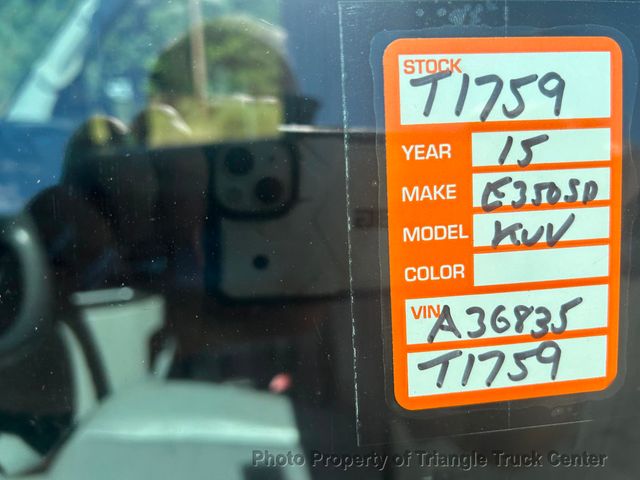 STOCK
T1759
YEAR 15
MAKE E350SD
MODEL KUV
COLOR
VIN A36835
T1759
Photo Property of Triangle Truck Center